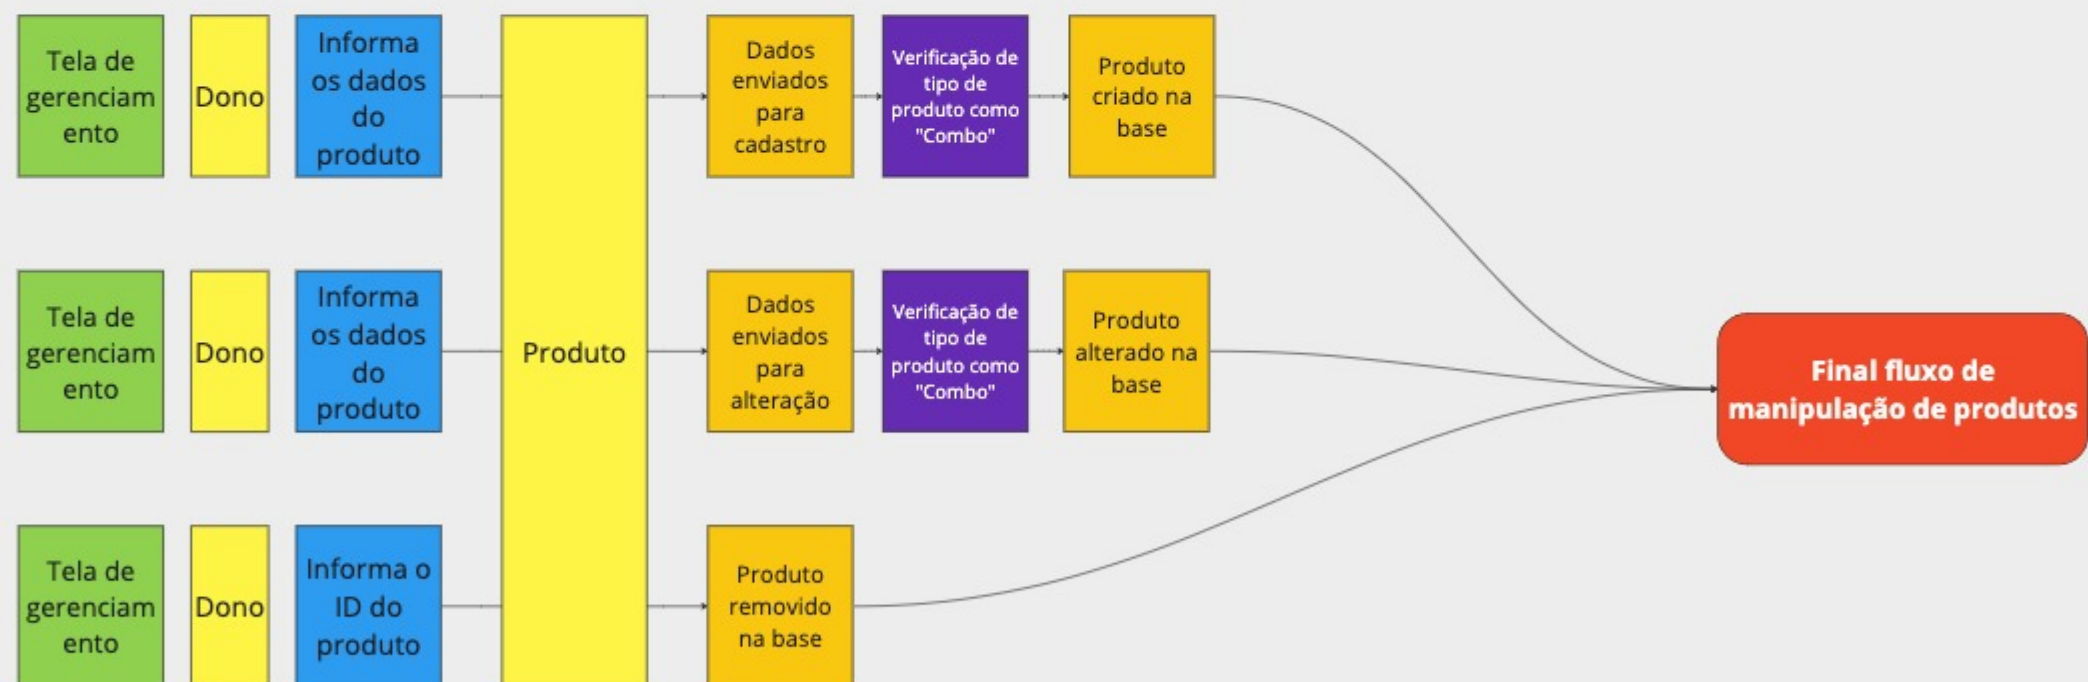 Tela de
gerenciam
ento
Dono
Informa
os dados
do
produto
Dados
enviados
para
cadastro
Verificação de
tipo de
produto como
"Combo"
Produto
criado na
base
Tela de
gerenciam
ento
Dono
Informa
os dados
do
produto
Produto
Dados
enviados
para
alteração
Verificação de
tipo de
produto como
"Combo"
Produto
alterado na
base
Final fluxo de
manipulação de produtos
Tela de
gerenciam
ento
Dono
Informa o
ID do
produto
Produto
removido
na base